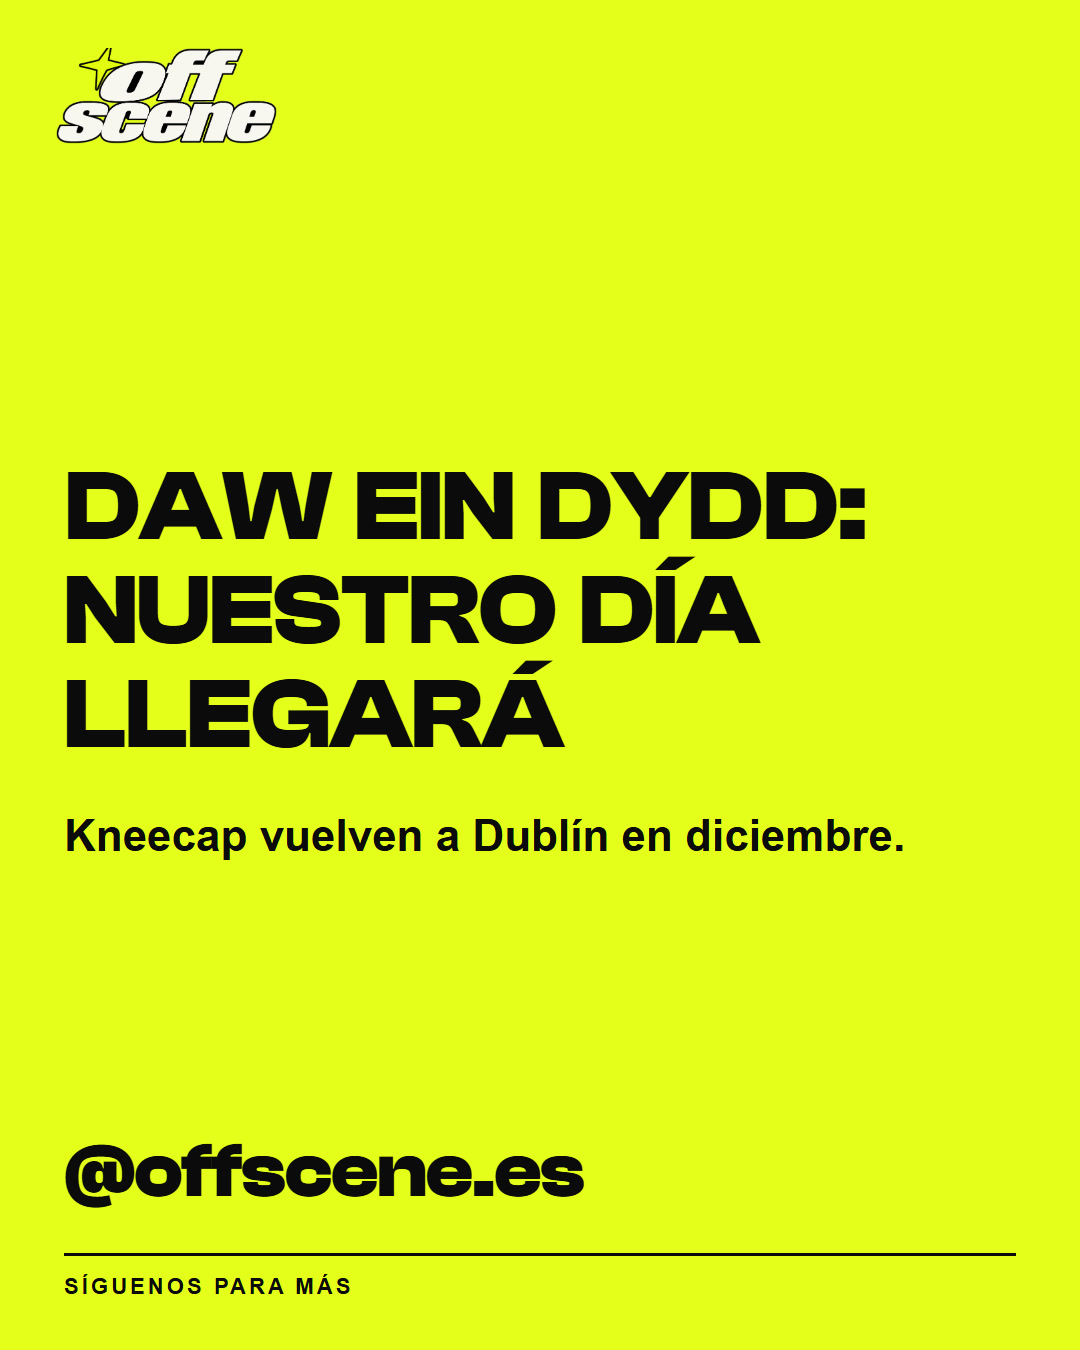 off
scene
DAW EIN DYDD:
NUESTRO DÍA
LLEGARÁ
Kneecap vuelven a Dublín en diciembre.
@offscene.es
SÍGUENOS PARA MÁS